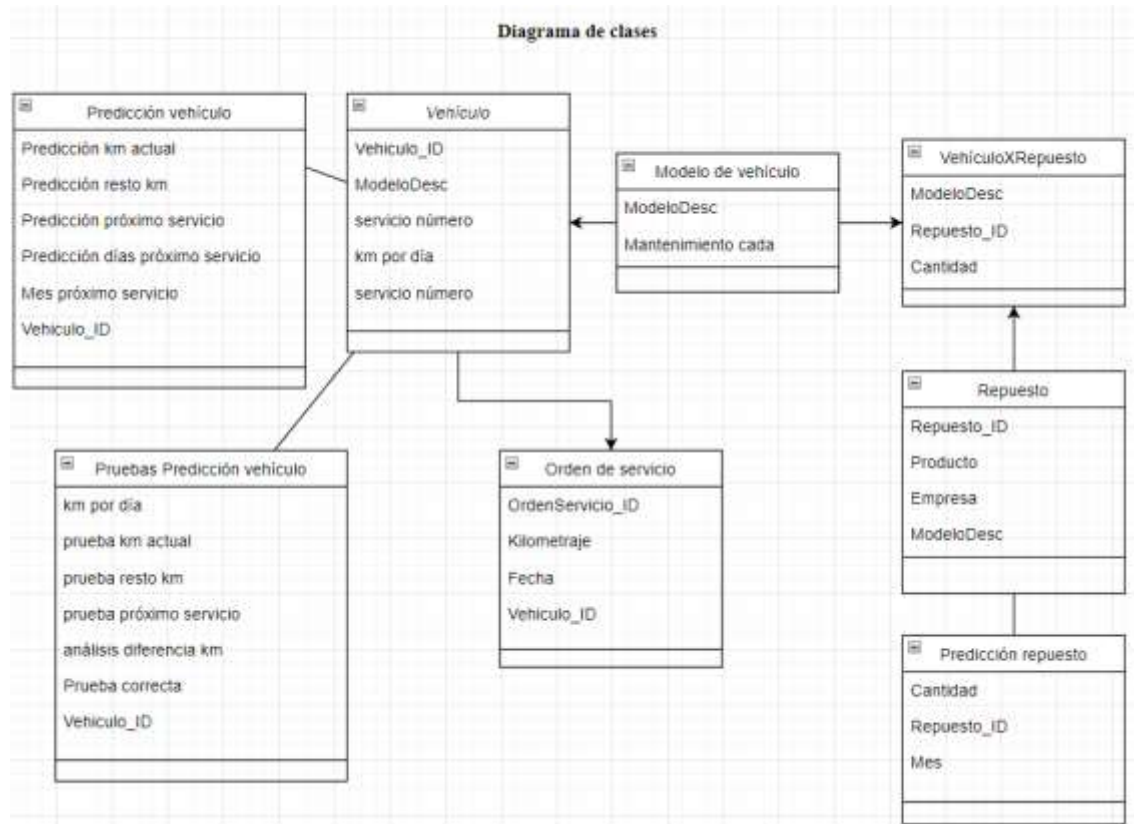 Diagrama de clases
Predicción vehículo
Predicción km actual
Predicción resto km
Predicción próximo servicio
Predicción días próximo servicio
Mes próximo servicio
Vehiculo_ID
Vehículo
Vehiculo_ID
ModeloDesc
servicio número
km por día
servicio número
Modelo de vehículo
ModeloDesc
Mantenimiento cada
VehículoXRepuesto
ModeloDesc
Repuesto_ID
Cantidad
Repuesto
Repuesto_ID
Producto
Empresa
ModeloDesc
Pruebas Predicción vehículo
km por día
prueba km actual
prueba resto km
prueba próximo servicio
análisis diferencia km
Prueba correcta
Vehiculo_ID
Orden de servicio
OrdenServicio_ID
Kilometraje
Fecha
Vehiculo_ID
Predicción repuesto
Cantidad
Repuesto_ID
Mes